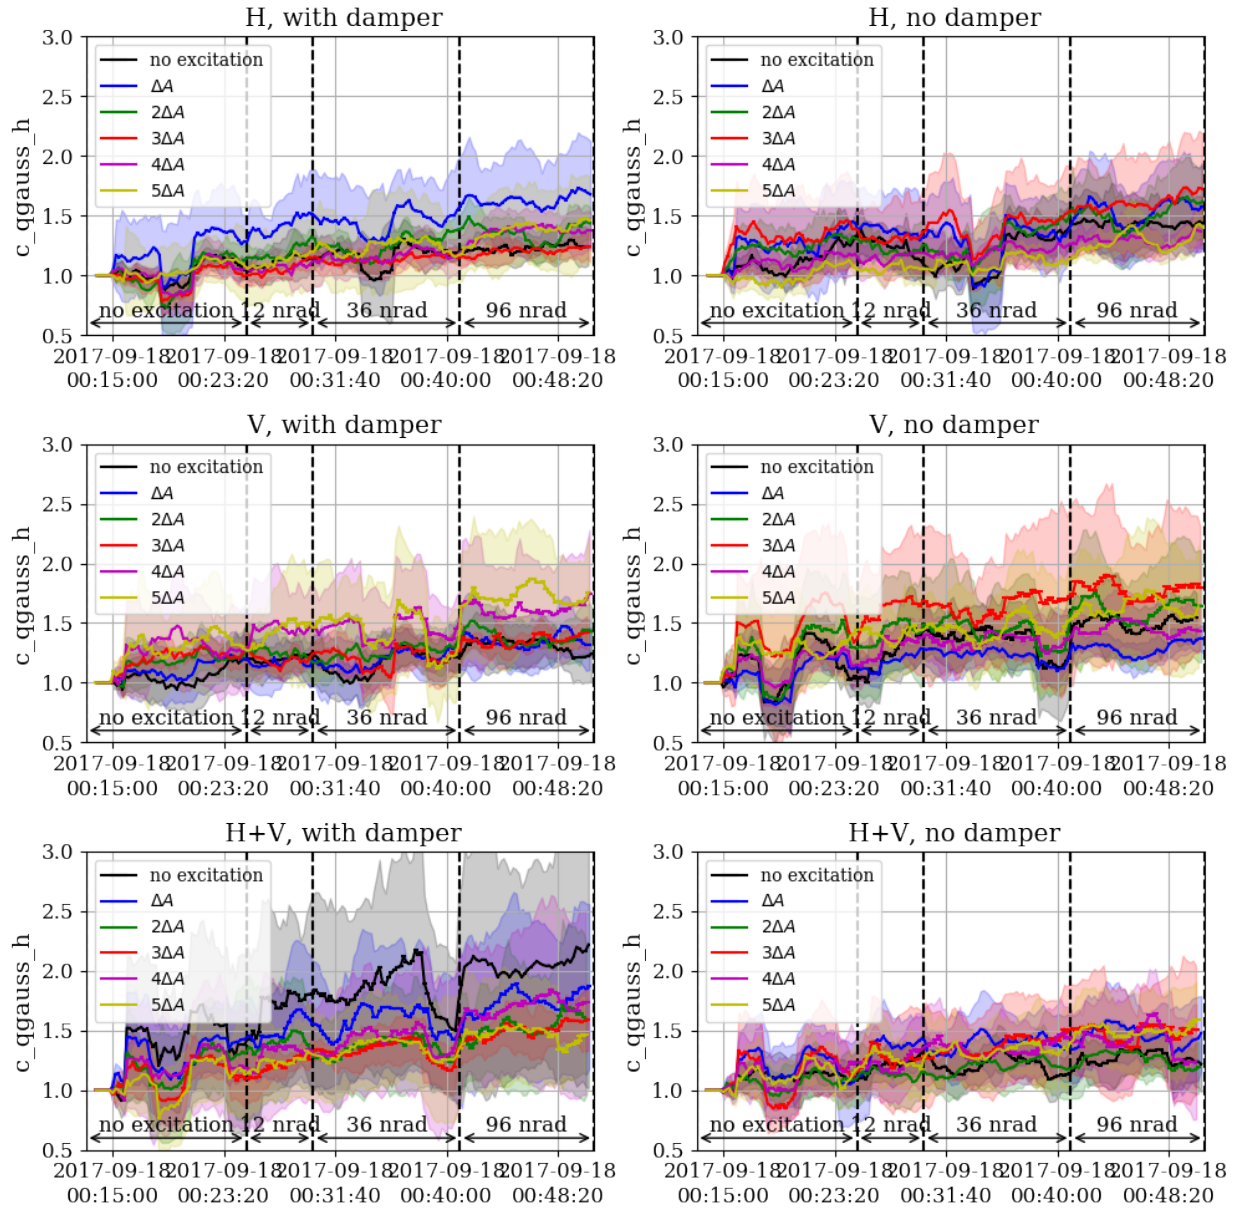 H, with damper
c_qgauss_h
3.0
2.5
2.0
1.5
1.0
0.5
no excitation
ΔA
2ΔA
3ΔA
4ΔA
5ΔA
no excitation 12 nrad 36 nrad 96 nrad
2017-09-18 2017-09-18 2017-09-18 2017-09-18 2017-09-18
00:15:00 00:23:20 00:31:40 00:40:00 00:48:20
H, no damper
c_qgauss_h
3.0
2.5
2.0
1.5
1.0
0.5
no excitation
ΔA
2ΔA
3ΔA
4ΔA
5ΔA
no excitation 12 nrad 36 nrad 96 nrad
2017-09-18 2017-09-18 2017-09-18 2017-09-18 2017-09-18
00:15:00 00:23:20 00:31:40 00:40:00 00:48:20
V, with damper
c_qgauss_h
3.0
2.5
2.0
1.5
1.0
0.5
no excitation
ΔA
2ΔA
3ΔA
4ΔA
5ΔA
no excitation 12 nrad 36 nrad 96 nrad
2017-09-18 2017-09-18 2017-09-18 2017-09-18 2017-09-18
00:15:00 00:23:20 00:31:40 00:40:00 00:48:20
V, no damper
c_qgauss_h
3.0
2.5
2.0
1.5
1.0
0.5
no excitation
ΔA
2ΔA
3ΔA
4ΔA
5ΔA
no excitation 12 nrad 36 nrad 96 nrad
2017-09-18 2017-09-18 2017-09-18 2017-09-18 2017-09-18
00:15:00 00:23:20 00:31:40 00:40:00 00:48:20
H+V, with damper
c_qgauss_h
3.0
2.5
2.0
1.5
1.0
0.5
no excitation
ΔA
2ΔA
3ΔA
4ΔA
5ΔA
no excitation 12 nrad 36 nrad 96 nrad
2017-09-18 2017-09-18 2017-09-18 2017-09-18 2017-09-18
00:15:00 00:23:20 00:31:40 00:40:00 00:48:20
H+V, no damper
c_qgauss_h
3.0
2.5
2.0
1.5
1.0
0.5
no excitation
ΔA
2ΔA
3ΔA
4ΔA
5ΔA
no excitation 12 nrad 36 nrad 96 nrad
2017-09-18 2017-09-18 2017-09-18 2017-09-18 2017-09-18
00:15:00 00:23:20 00:31:40 00:40:00 00:48:20